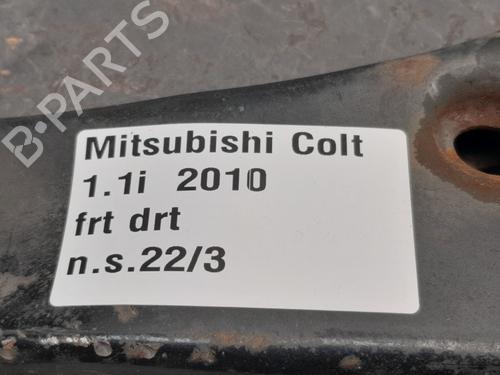 B-PARTS
Mitsubishi Colt
1.1i 2010
frt drt
n.s.22/3